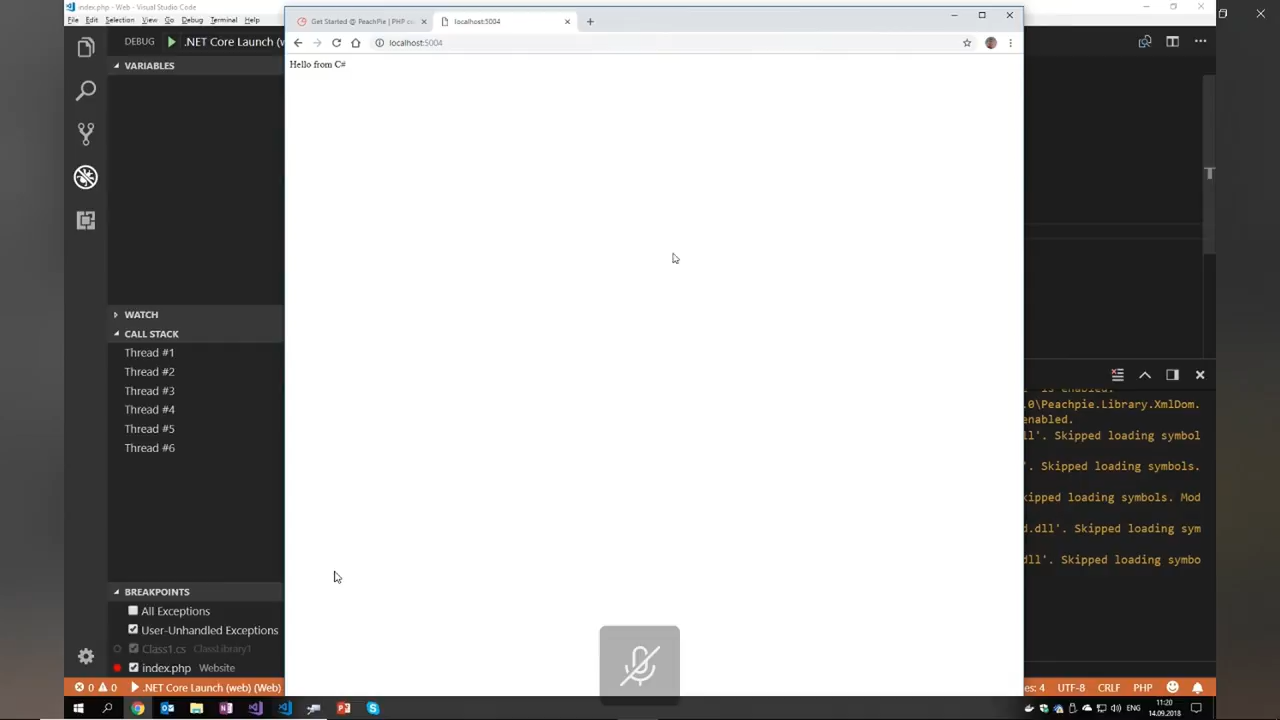 index.php - Web - Visual Studio Code
File Edit Selection View Go Debug Terminal Help
DEBUG
.NET Core Launch (w
VARIABLES
WATCH
CALL STACK
Thread #1
Thread #2
Thread #3
Thread #4
Thread #5
Thread #6
BREAKPOINTS
All Exceptions
User-Unhandled Exceptions
Class1.cs ClassLibrary1
index.php Website
Get Started @ PeachPie | PHP co
localhost:5004
localhost:5004
Hello from C#
is enabled.
.0\Peachpie.Library.XmlDom.
enabled.
ll'. Skipped loading symbol
'. Skipped loading symbols.
kipped loading symbols. Mod
d.dll'. Skipped loading sym
dll'. Skipped loading symbo
0 0 .NET Core Launch (web) (Web)
es: 4 UTF-8 CRLF PHP
ENG
11:20
14.09.2018